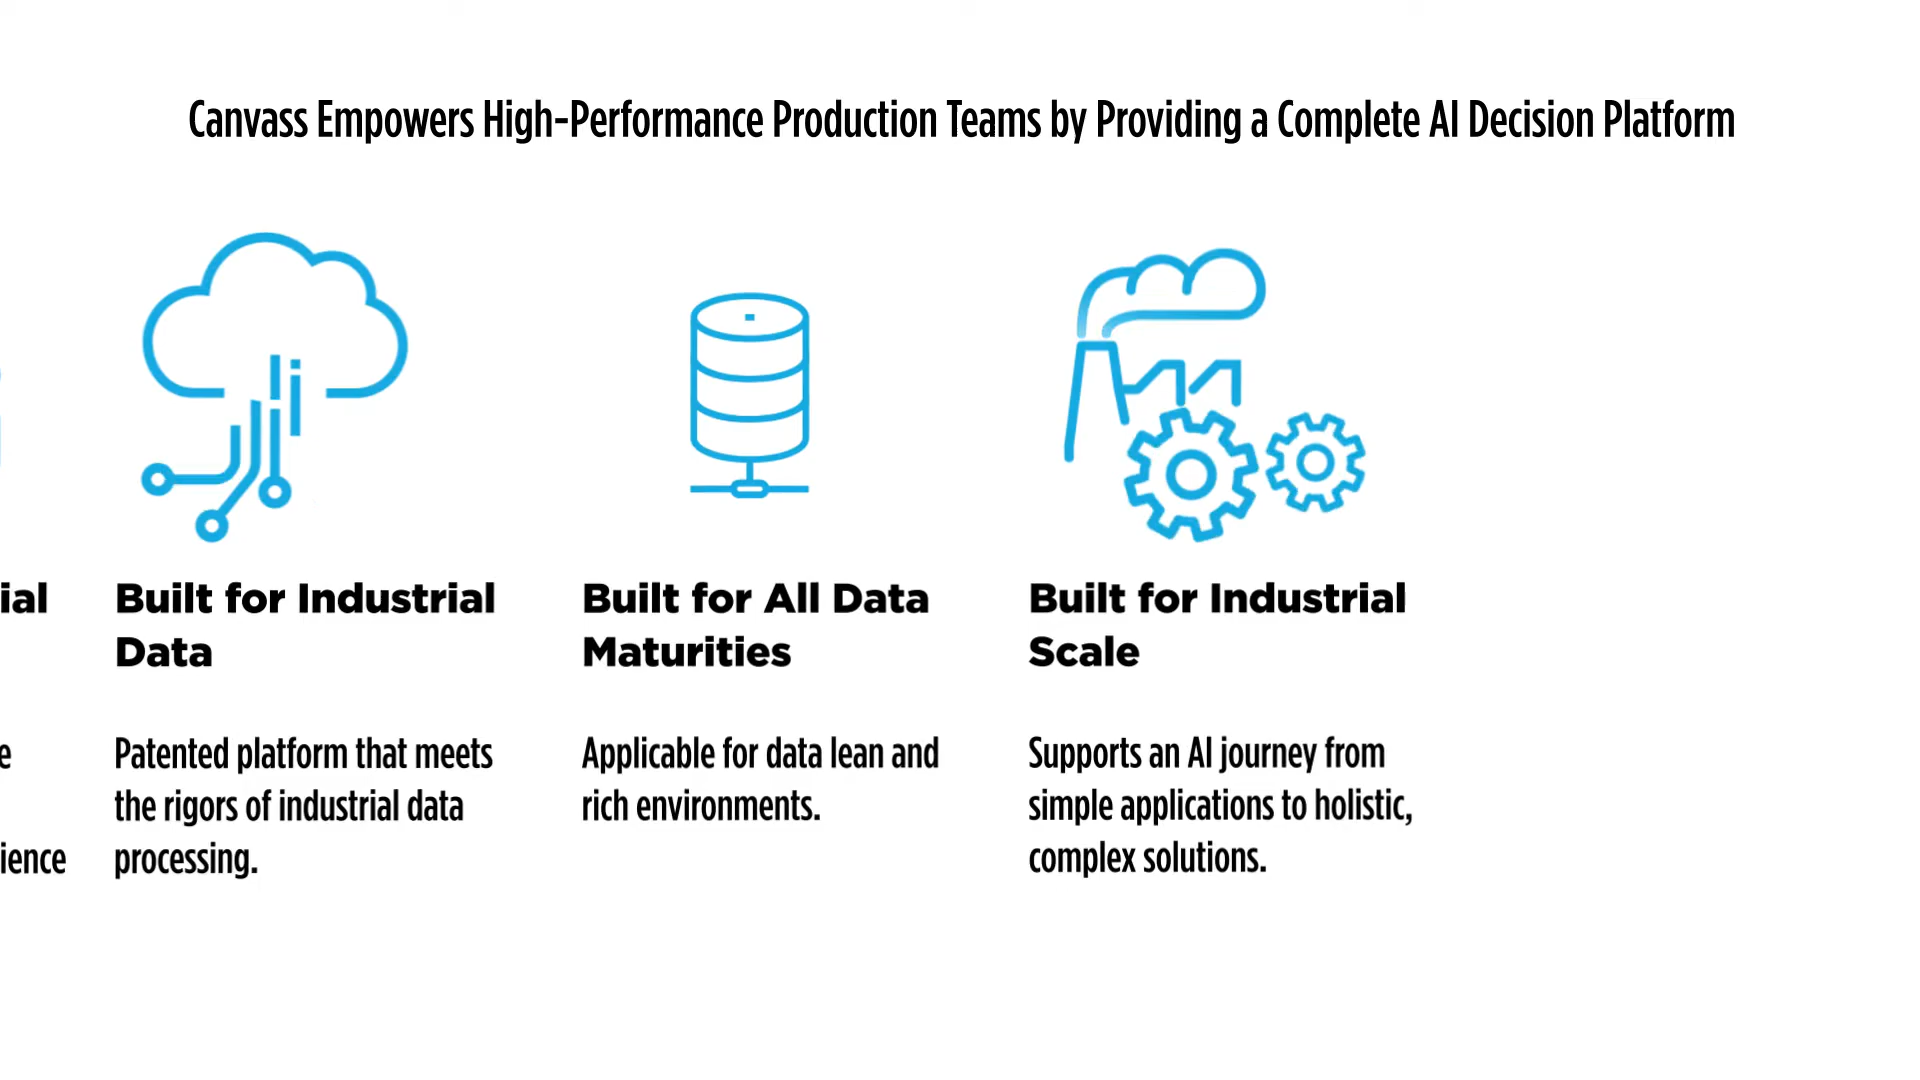 Canvass Empowers High-Performance Production Teams by Providing a Complete AI Decision Platform
ial
Built for Industrial
Data
Patented platform that meets
the rigors of industrial data
processing.
Built for All Data
Maturities
Applicable for data lean and
rich environments.
Built for Industrial
Scale
Supports an AI journey from
simple applications to holistic,
complex solutions.